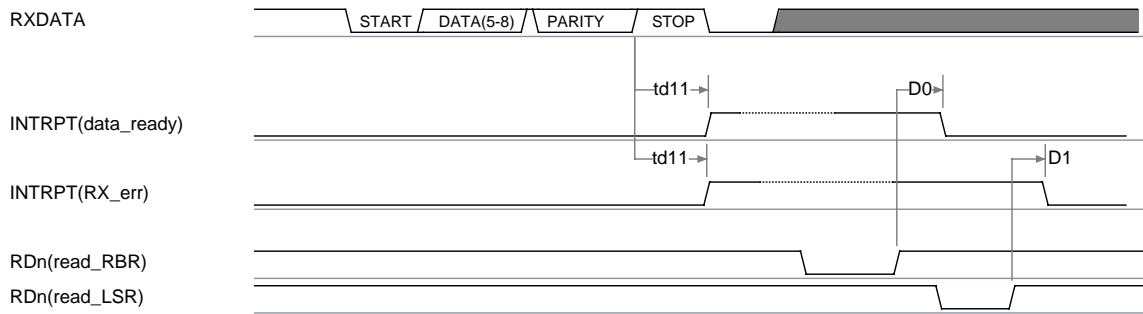 RXDATA START DATA(5-8) PARITY STOP
td11 D0
INTRPT(data_ready)
td11 D1
INTRPT(RX_err)
RDn(read_RBR)
RDn(read_LSR)